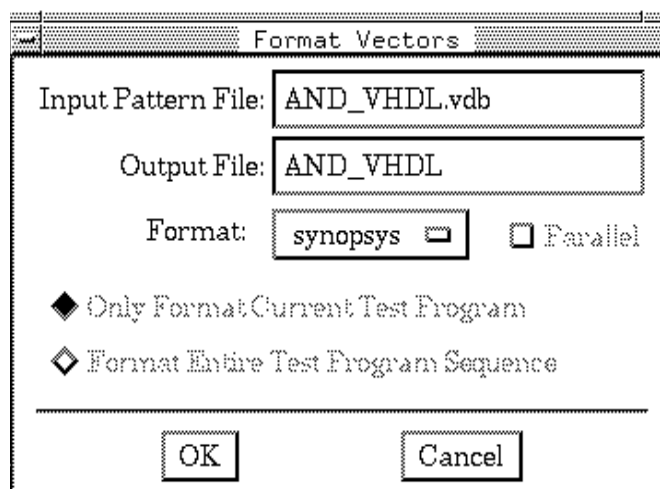 Format Vectors
Input Pattern File: AND_VHDL.vdb
Output File: AND_VHDL
Format: synopsys Parallel
Only Format Current Test Program
Format Entire Test Program Sequence
OK Cancel